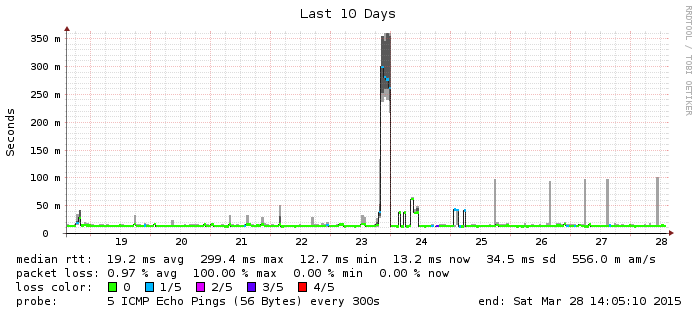 Last 10 Days
RRDTOOL / TOBI OETIKER
Seconds
350 m
300 m
250 m
200 m
150 m
100 m
50 m
0
19 20 21 22 23 24 25 26 27 28
median rtt: 19.2 ms avg 299.4 ms max 12.7 ms min 13.2 ms now 34.5 ms sd 556.0 m am/s
packet loss: 0.97 % avg 100.00 % max 0.00 % min 0.00 % now
loss color: 0 1/5 2/5 3/5 4/5
probe: 5 ICMP Echo Pings (56 Bytes) every 300s end: Sat Mar 28 14:05:10 2015